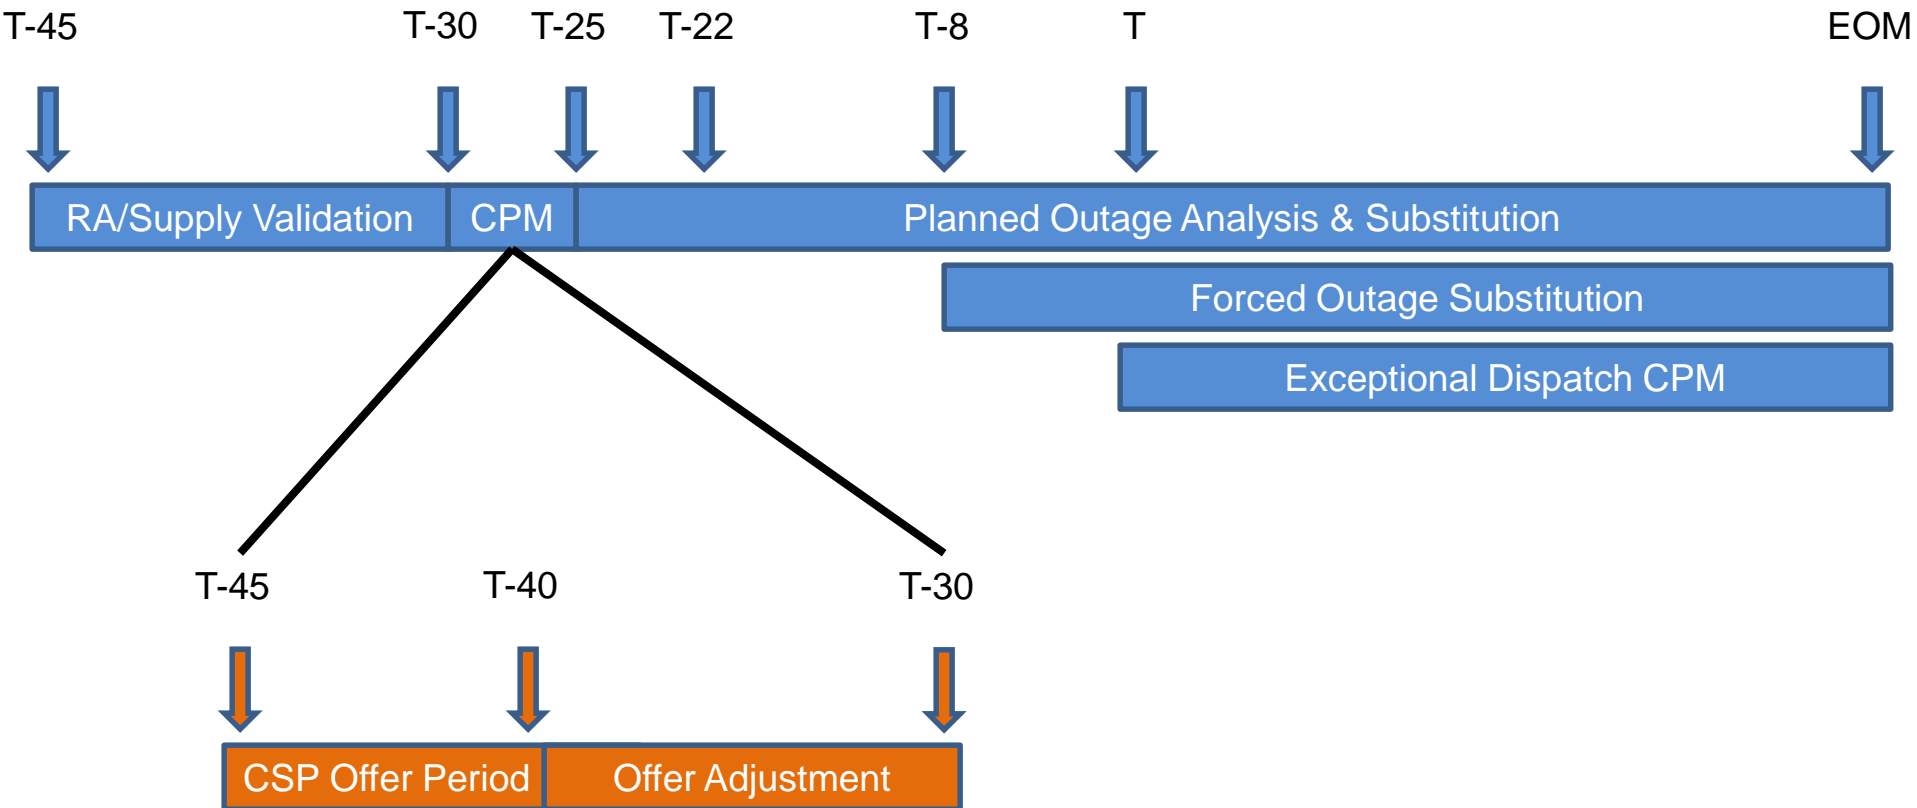 T-45 T-30 T-25 T-22 T-8 T EOM
RA/Supply Validation CPM Planned Outage Analysis & Substitution
Forced Outage Substitution
Exceptional Dispatch CPM
T-45 T-40 T-30
CSP Offer Period Offer Adjustment